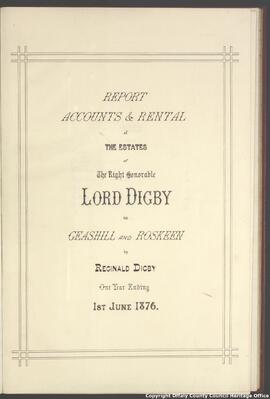 REPORT
ACCOUNTS & RENTAL
of
THE ESTATES
of
The Right Honorable
LORD DIGBY
in
GEASHILL AND ROSKEEN
by
REGINALD DIGBY
One Year Ending
1ST JUNE 1876.
© Copyright Offaly County Council Heritage Office